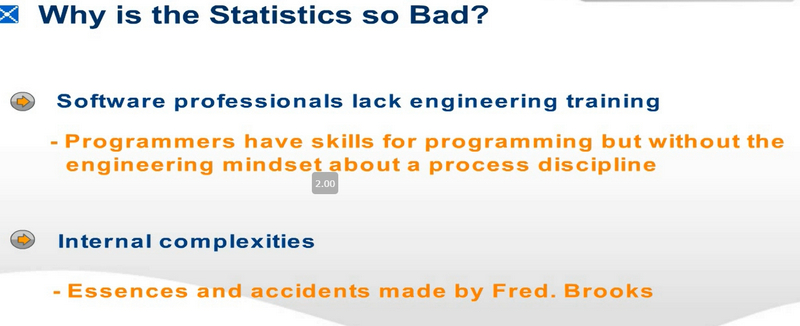 Why is the Statistics so Bad?
Software professionals lack engineering training
- Programmers have skills for programming but without the
engineering mindset about a process discipline
2.00
Internal complexities
- Essences and accidents made by Fred. Brooks